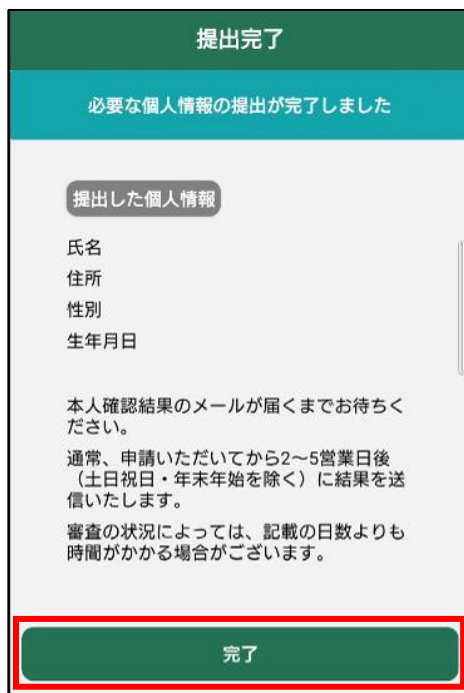 提出完了
必要な個人情報の提出が完了しました
提出した個人情報
氏名
住所
性別
生年月日
本人確認結果のメールが届くまでお待ちく
ださい。
通常、申請いただいてから2～5営業日後
（土日祝日・年末年始を除く）に結果を送
信いたします。
審査の状況によっては、記載の日数よりも
時間がかかる場合がございます。
完了